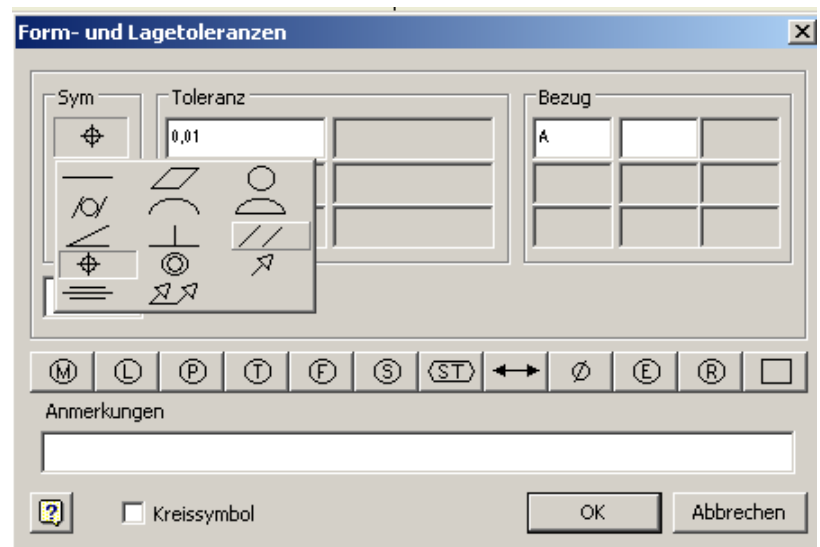 Form- und Lagetoleranzen
Sym Toleranz Bezug
0,01 A
M L P T F S ST Ø E R
Anmerkungen
Kreissymbol OK Abbrechen